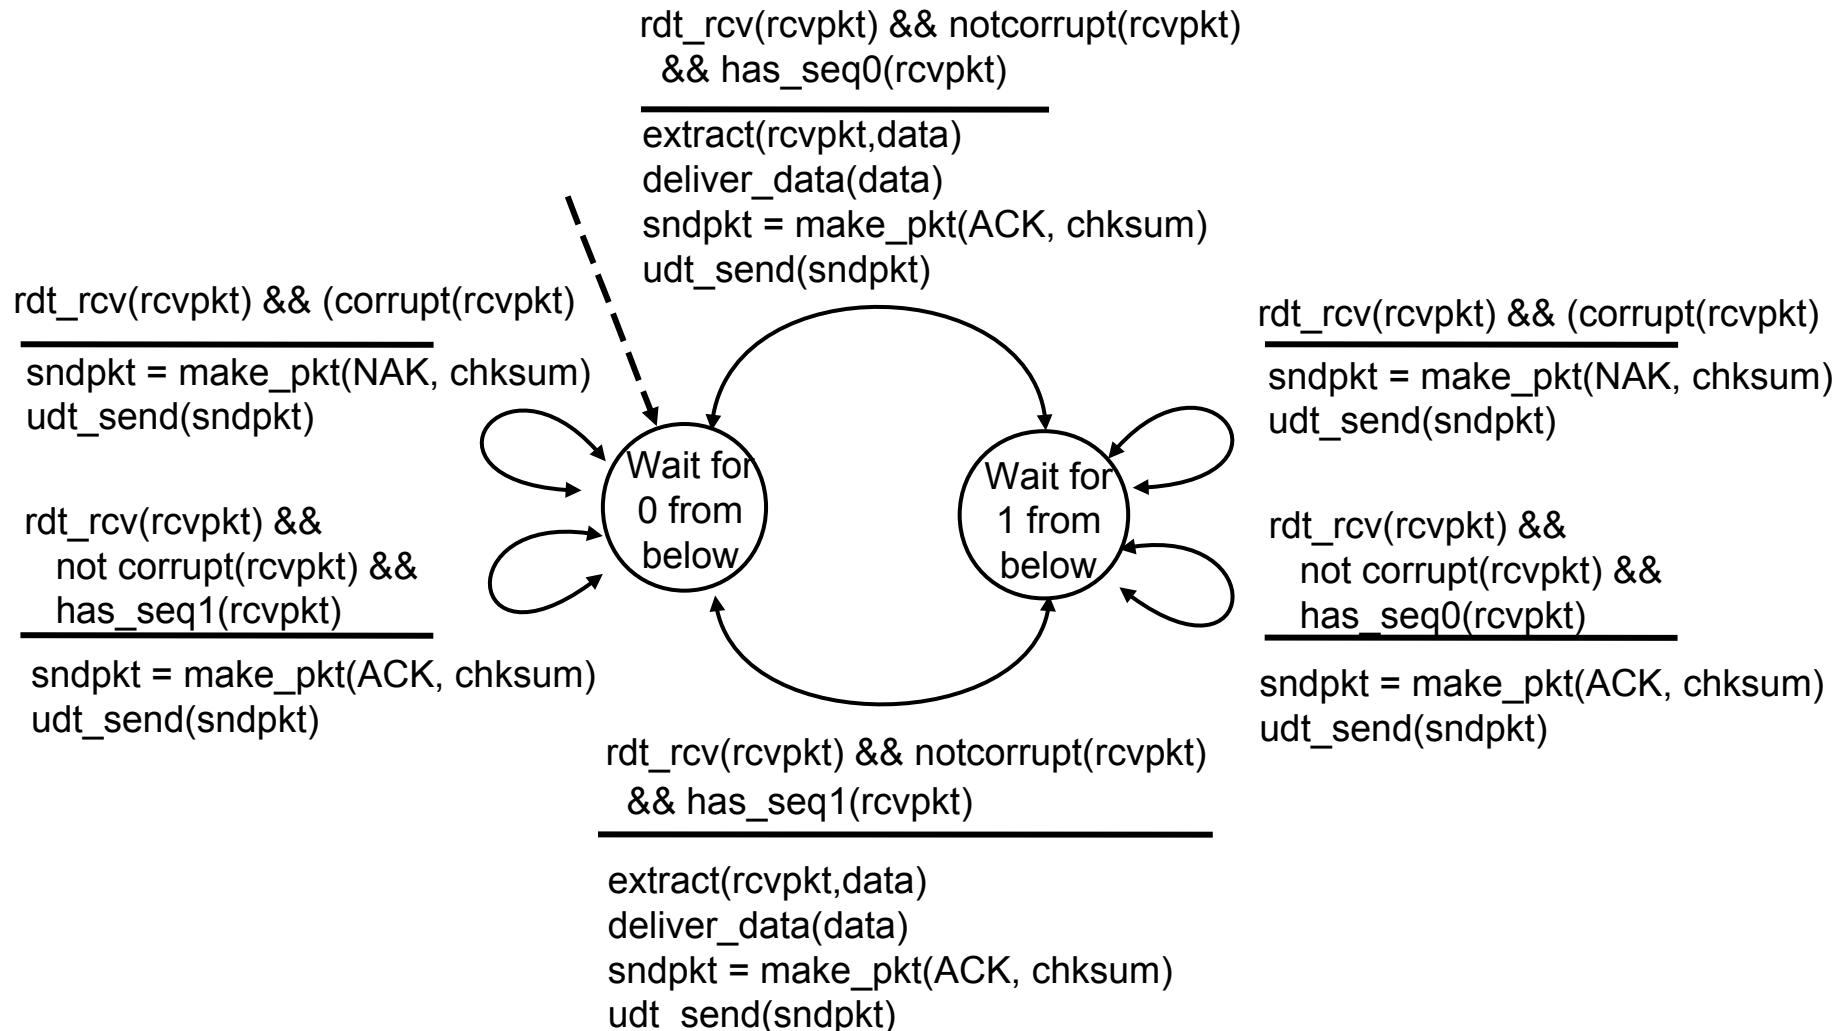 rdt_rcv(rcvpkt) && notcorrupt(rcvpkt)
&& has_seq0(rcvpkt)
extract(rcvpkt,data)
deliver_data(data)
sndpkt = make_pkt(ACK, chksum)
udt_send(sndpkt)
rdt_rcv(rcvpkt) && (corrupt(rcvpkt)
sndpkt = make_pkt(NAK, chksum)
udt_send(sndpkt)
rdt_rcv(rcvpkt) &&
not corrupt(rcvpkt) &&
has_seq1(rcvpkt)
sndpkt = make_pkt(ACK, chksum)
udt_send(sndpkt)
Wait for
0 from
below
Wait for
1 from
below
rdt_rcv(rcvpkt) && (corrupt(rcvpkt)
sndpkt = make_pkt(NAK, chksum)
udt_send(sndpkt)
rdt_rcv(rcvpkt) &&
not corrupt(rcvpkt) &&
has_seq0(rcvpkt)
sndpkt = make_pkt(ACK, chksum)
udt_send(sndpkt)
rdt_rcv(rcvpkt) && notcorrupt(rcvpkt)
&& has_seq1(rcvpkt)
extract(rcvpkt,data)
deliver_data(data)
sndpkt = make_pkt(ACK, chksum)
udt_send(sndpkt)